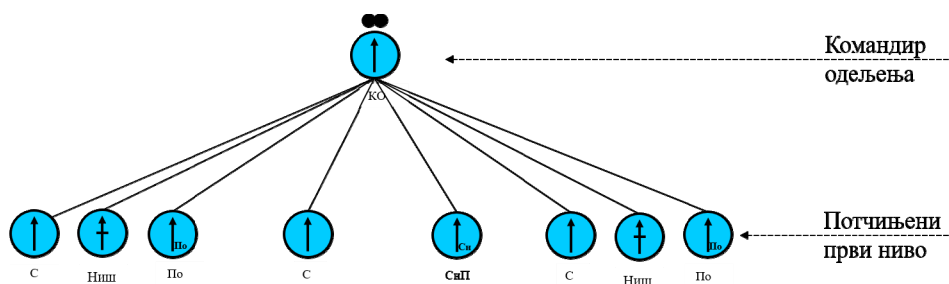 Командир
одељења
КО
По
Сн
По
Потчињени
први ниво
С
Ниш
По
С
СнП
С
Ниш
По